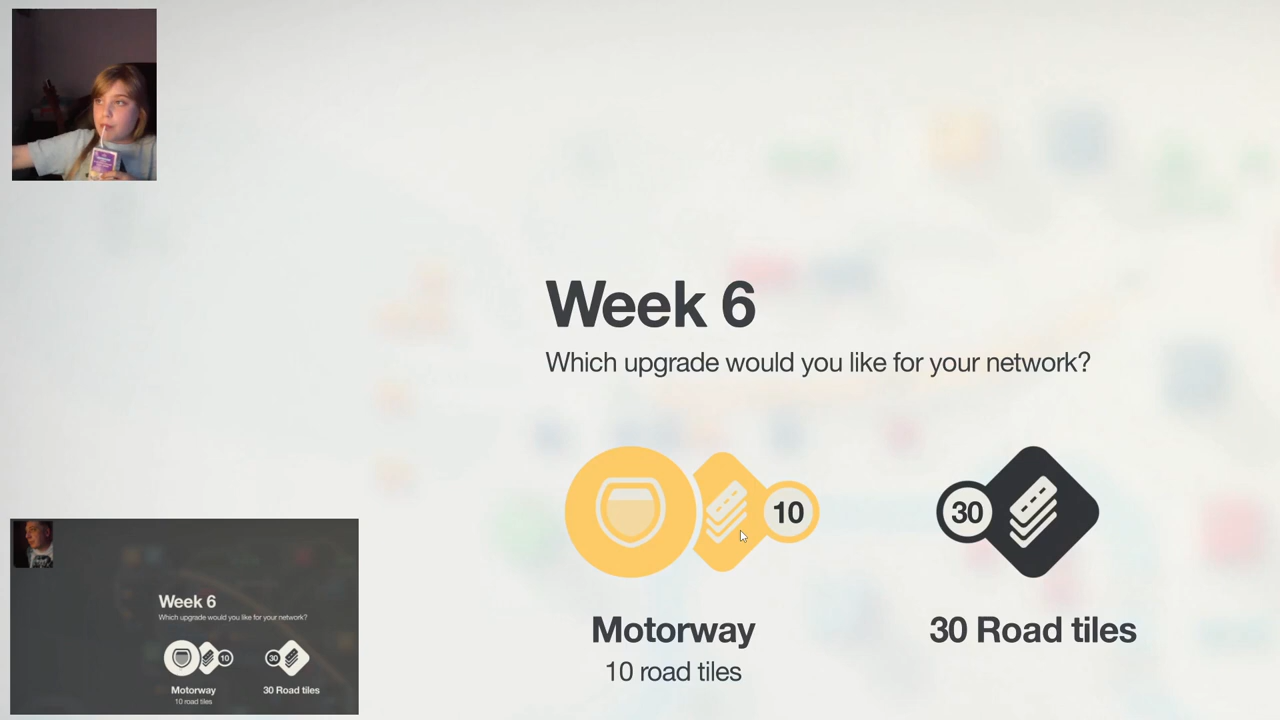 Week 6
Which upgrade would you like for your network?
10
30
Motorway
10 road tiles
30 Road tiles
Week 6
Which upgrade would you like for your network?
10
30
Motorway
10 road tiles
30 Road tiles